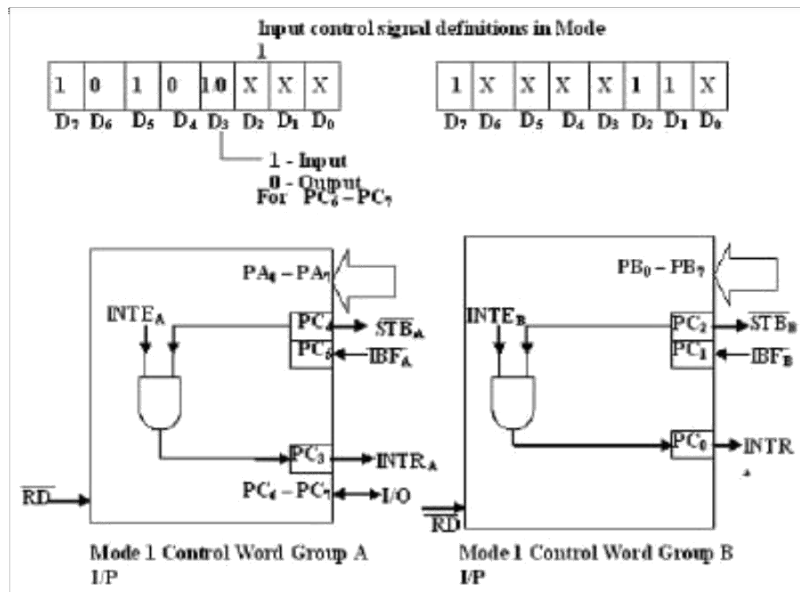 Input control signal definitions in Mode
1
1 0 1 0 1/0 X X X
D7 D6 D5 D4 D3 D2 D1 D0
1 X X X X 1 1 X
D7 D6 D5 D4 D3 D2 D1 D0
1 - Input
0 - Output
For PC6 – PC7
PA0 – PA7
INTEA
PC4
STBA
PC5
IBFA
PC3
INTRA
PC6 – PC7
I/O
RD
Mode 1 Control Word Group A
I/P
PB0 – PB7
INTEB
PC2
STBB
PC1
IBFB
PC0
INTR
RD
Mode 1 Control Word Group B
I/P